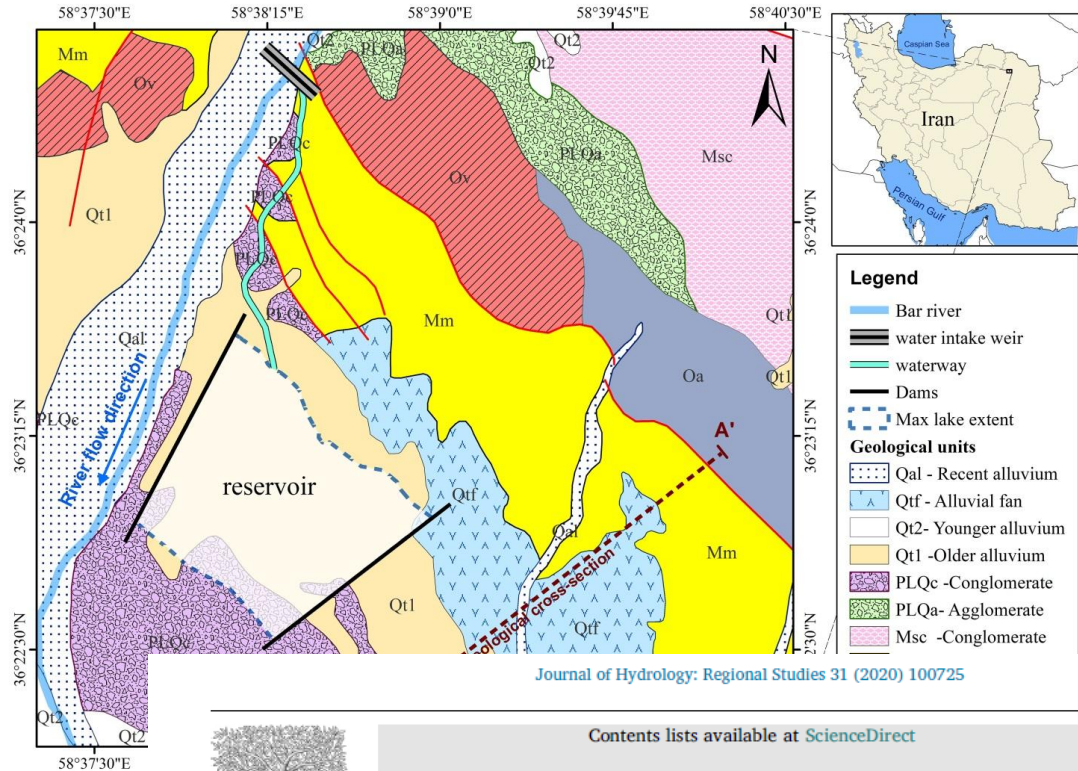 58°37'30"E
58°38'15"E
58°39'0"E
58°39'45"E
58°40'30"E
Mm
Qt2
PLQa
Qt2
Qt2
N
Caspian Sea
Iran
Persian Gulf
Ov
PLQc
PLQa
Msc
Ov
PLQc
Qt1
36°24'0"N
36°24'0"N
PLQc
PLQc
Mm
Qal
Qt1
Qt1
Oa
PLQc
River flow direction
36°23'15"N
36°23'15"N
A'
reservoir
Qtf
Qal
Mm
Qt1
Qtf
ological cross-section
PLQc
36°22'30"N
2'30"N
Qt2
Qt2
58°37'30"E
Legend
Bar river
water intake weir
waterway
Dams
Max lake extent
Geological units
Qal - Recent alluvium
Qtf - Alluvial fan
Qt2- Younger alluvium
Qt1 -Older alluvium
PLQc -Conglomerate
PLQa- Agglomerate
Msc -Conglomerate
Journal of Hydrology: Regional Studies 31 (2020) 100725
Contents lists available at ScienceDirect